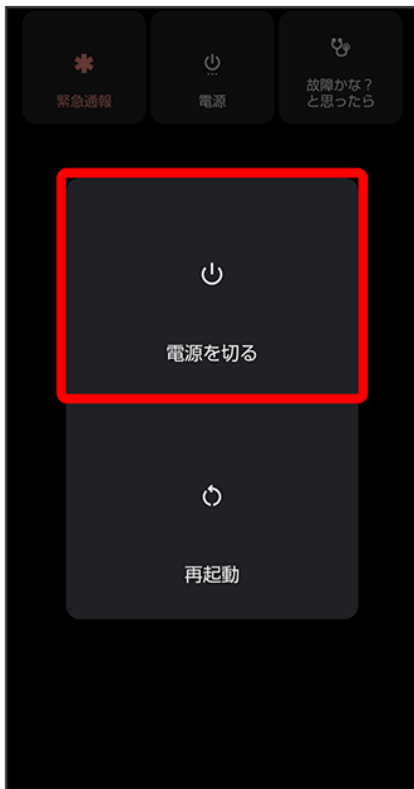 緊急通報
電源
故障かな？
と思ったら
電源を切る
再起動